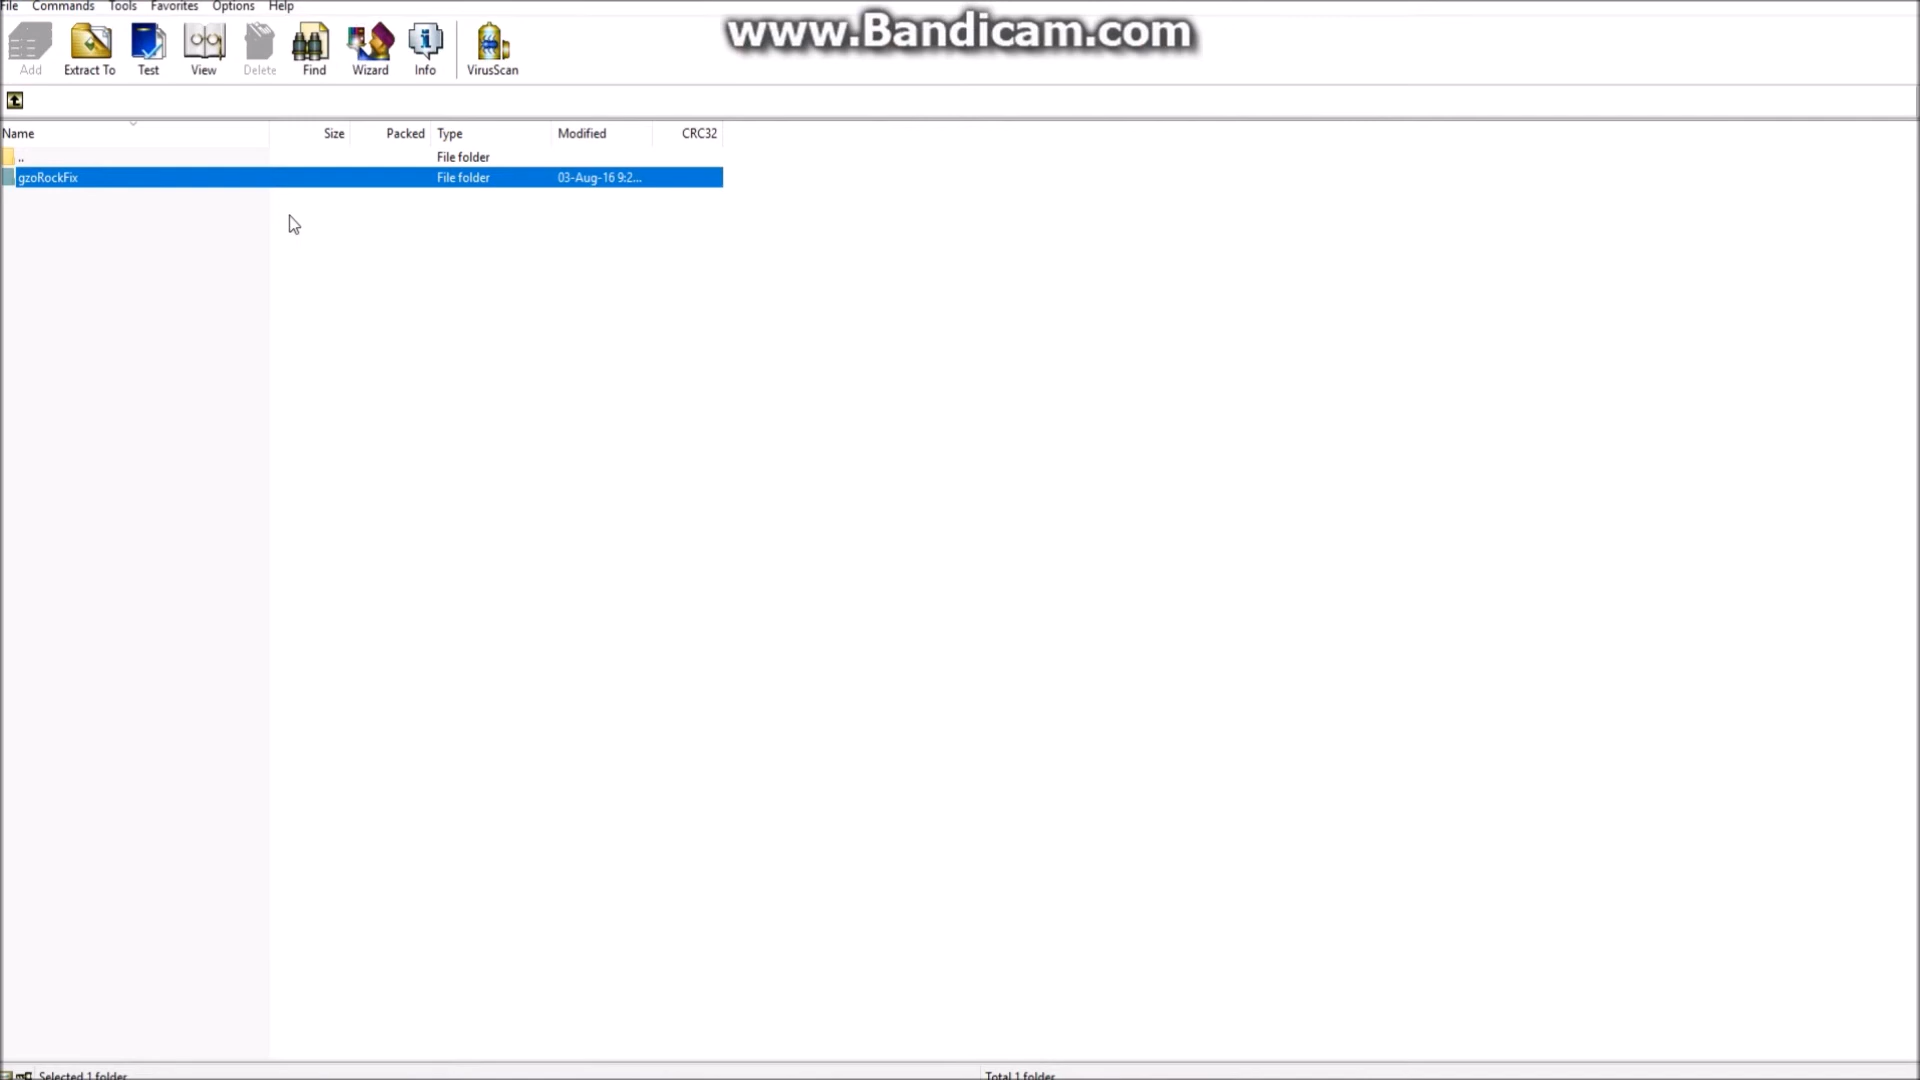 File Commands Tools Favorites Options Help
www.Bandicam.com
Add Extract To Test View Delete Find Wizard Info VirusScan
Name Size Packed Type Modified CRC32
.. File folder
gzoRockFix File folder 03-Aug-16 9:2...
Selected 1 folder Total 1 folder